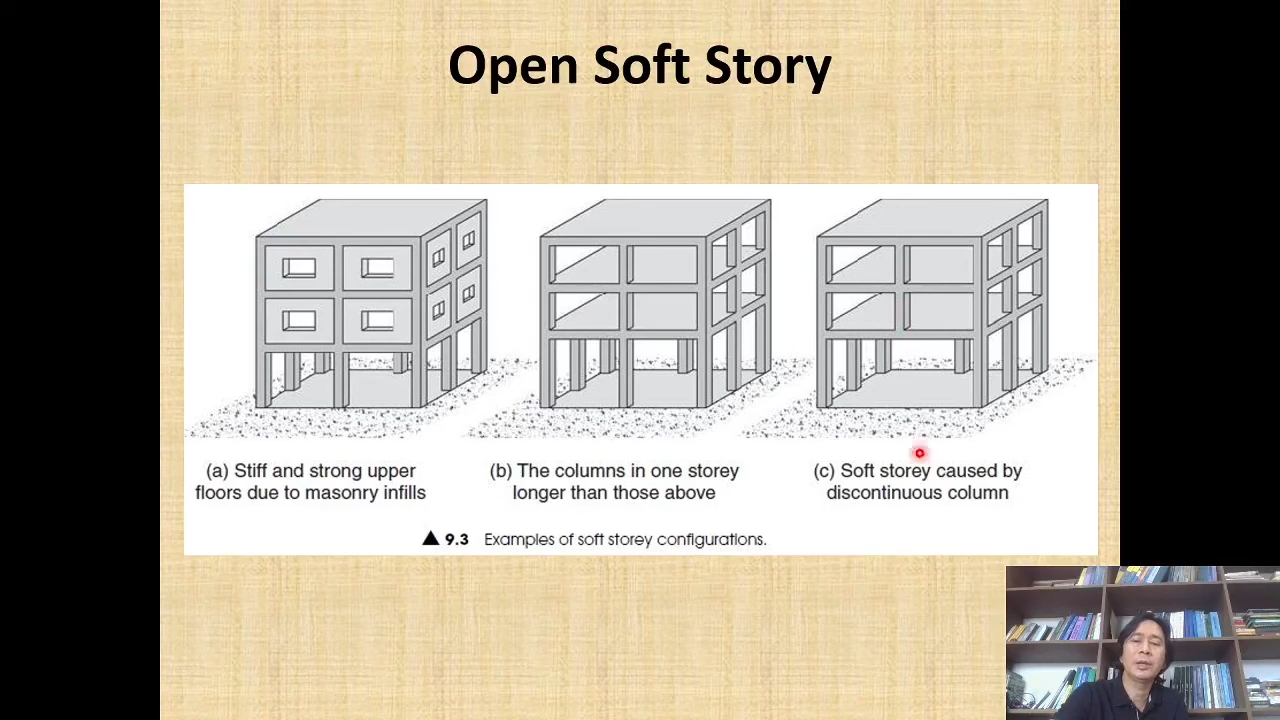 Open Soft Story
(a) Stiff and strong upper
floors due to masonry infills
(b) The columns in one storey
longer than those above
(c) Soft storey caused by
discontinuous column
▲ 9.3 Examples of soft storey configurations.